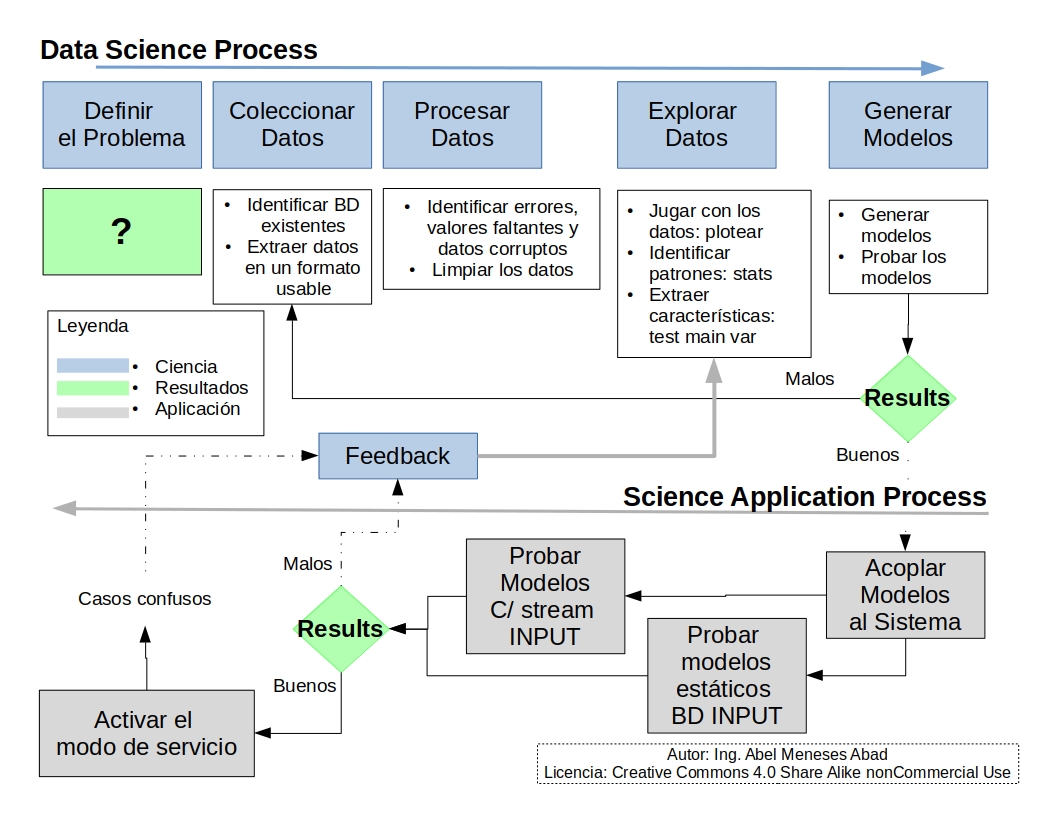 Data Science Process
Definir
el Problema
Coleccionar
Datos
Procesar
Datos
Explorar
Datos
Generar
Modelos
?
• Identificar BD
existentes
• Extraer datos
en un formato
usable
• Identificar errores,
valores faltantes y
datos corruptos
• Limpiar los datos
• Jugar con los
datos: plotear
• Identificar
patrones: stats
• Extraer
características:
test main var
• Generar
modelos
• Probar los
modelos
Leyenda
• Ciencia
• Resultados
• Aplicación
Malos
Results
Buenos
Feedback
Science Application Process
Acoplar
Modelos
al Sistema
Probar
Modelos
C/ stream
INPUT
Probar
modelos
estáticos
BD INPUT
Malos
Results
Buenos
Casos confusos
Activar el
modo de servicio
Autor: Ing. Abel Meneses Abad
Licencia: Creative Commons 4.0 Share Alike nonCommercial Use